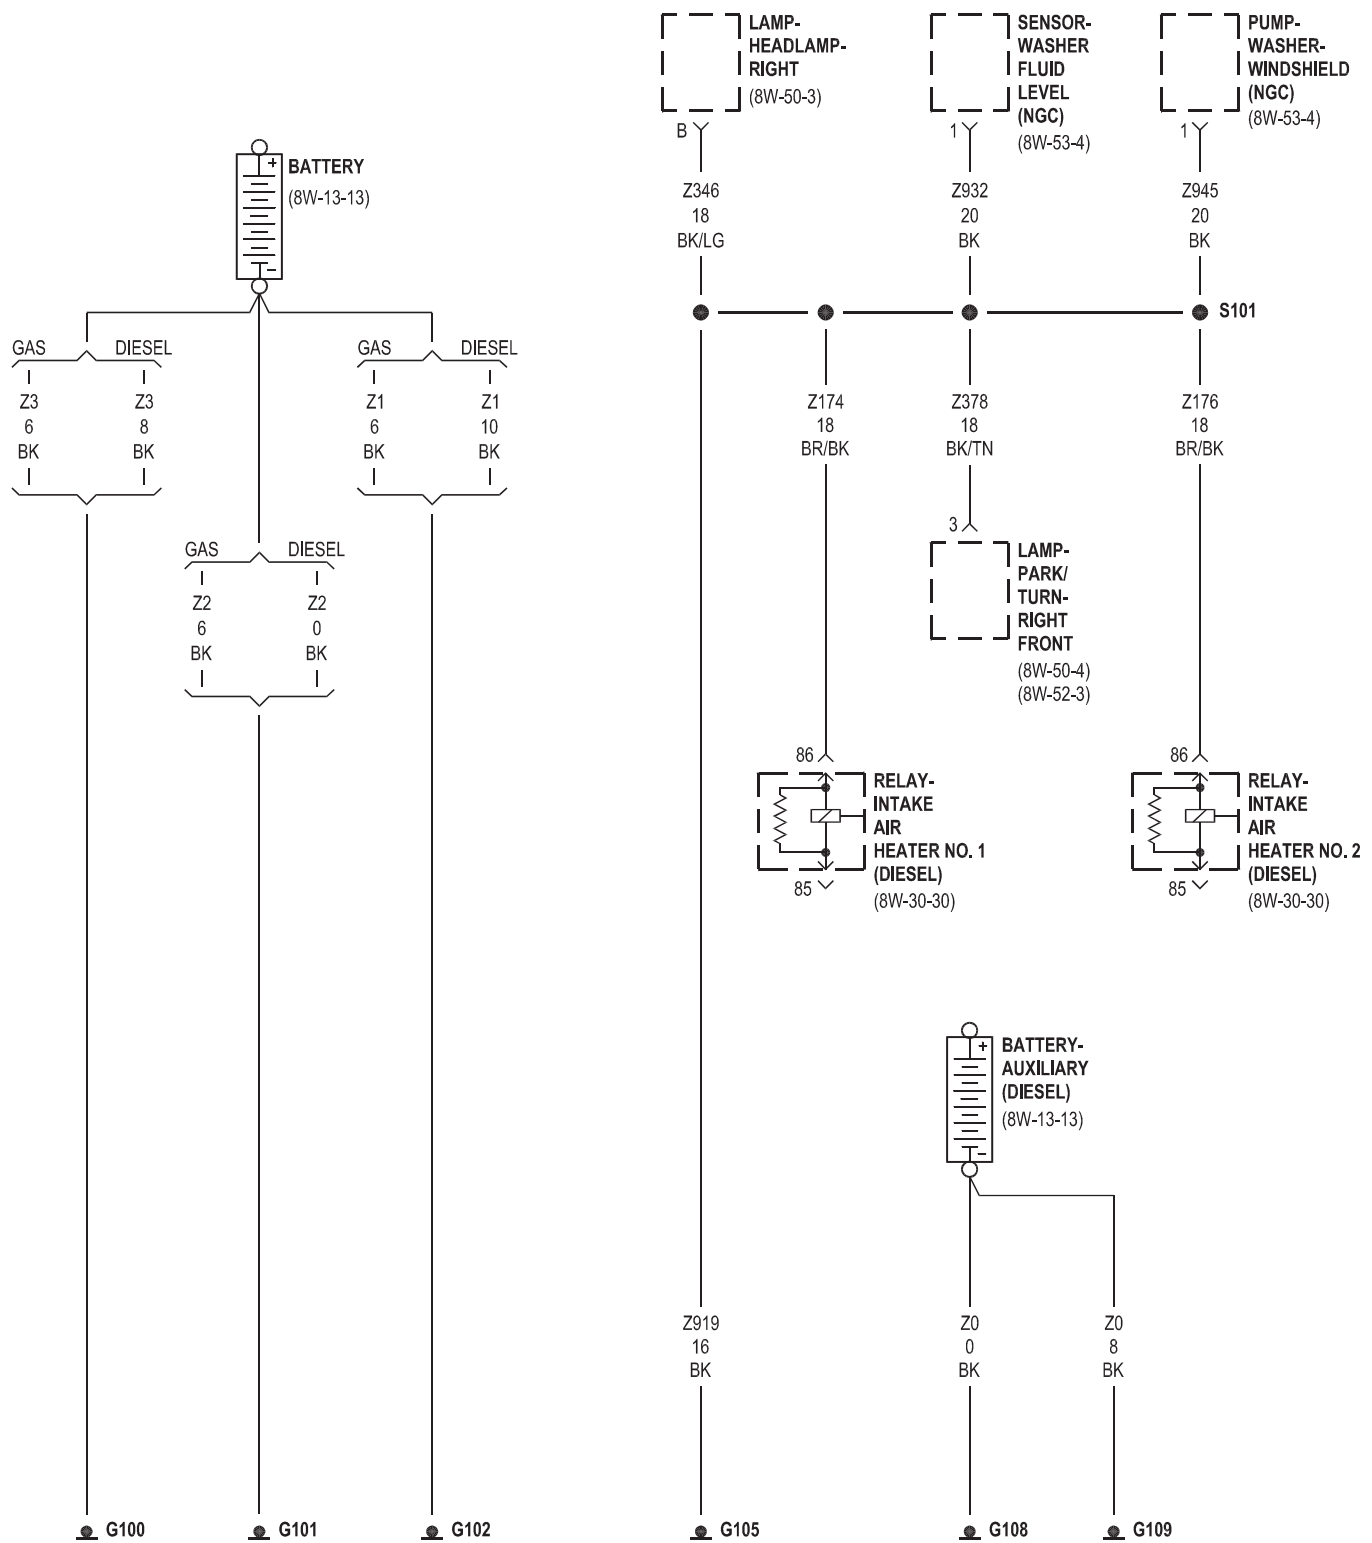 LAMP-
HEADLAMP-
RIGHT
(8W-50-3)
SENSOR-
WASHER
FLUID
LEVEL
(NGC)
(8W-53-4)
PUMP-
WASHER-
WINDSHIELD
(NGC)
(8W-53-4)
B
1
1
BATTERY
(8W-13-13)
+
-
Z346
18
BK/LG
Z932
20
BK
Z945
20
BK
S101
GAS
DIESEL
Z3
6
BK
Z3
8
BK
GAS
DIESEL
Z1
6
BK
Z1
10
BK
GAS
DIESEL
Z2
6
BK
Z2
0
BK
Z174
18
BR/BK
Z378
18
BK/TN
Z176
18
BR/BK
3
LAMP-
PARK/
TURN-
RIGHT
FRONT
(8W-50-4)
(8W-52-3)
86
RELAY-
INTAKE
AIR
HEATER NO. 1
(DIESEL)
(8W-30-30)
85
86
RELAY-
INTAKE
AIR
HEATER NO. 2
(DIESEL)
(8W-30-30)
85
+
-
BATTERY-
AUXILIARY
(DIESEL)
(8W-13-13)
Z919
16
BK
Z0
0
BK
Z0
8
BK
G100
G101
G102
G105
G108
G109